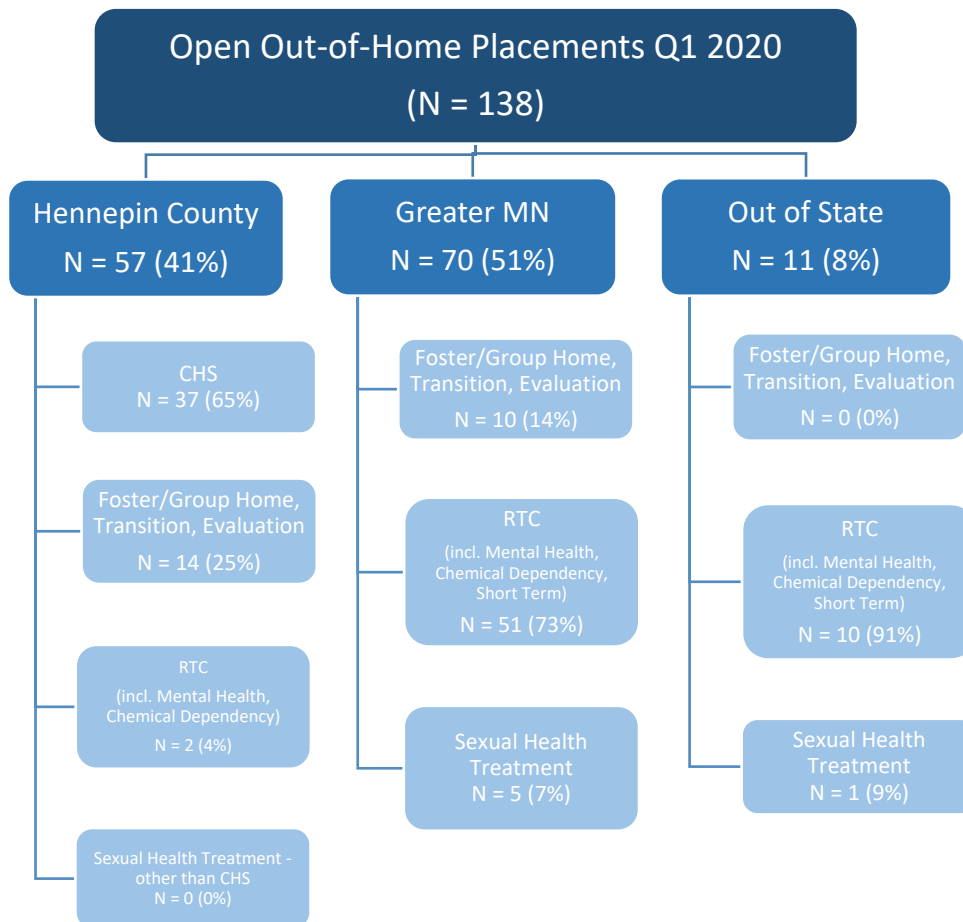 Open Out-of-Home Placements Q1 2020
(N = 138)
Hennepin County
N = 57 (41%)
Greater MN
N = 70 (51%)
Out of State
N = 11 (8%)
CHS
N = 37 (65%)
Foster/Group Home,
Transition, Evaluation
N = 14 (25%)
RTC
(incl. Mental Health,
Chemical Dependency)
N = 2 (4%)
Sexual Health Treatment -
other than CHS
N = 0 (0%)
Foster/Group Home,
Transition, Evaluation
N = 10 (14%)
RTC
(incl. Mental Health,
Chemical Dependency,
Short Term)
N = 51 (73%)
Sexual Health
Treatment
N = 5 (7%)
Foster/Group Home,
Transition, Evaluation
N = 0 (0%)
RTC
(incl. Mental Health,
Chemical Dependency,
Short Term)
N = 10 (91%)
Sexual Health
Treatment
N = 1 (9%)